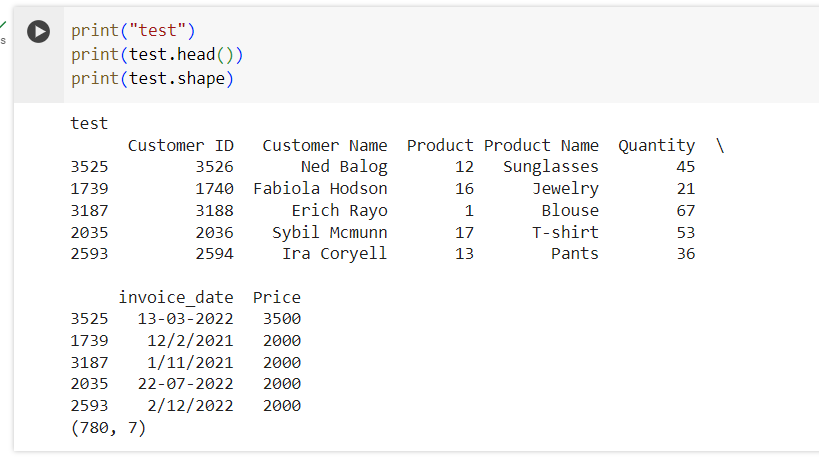 s
print("test")
print(test.head())
print(test.shape)
test
Customer ID Customer Name Product Product Name Quantity \
3525 3526 Ned Balog 12 Sunglasses 45
1739 1740 Fabiola Hodson 16 Jewelry 21
3187 3188 Erich Rayo 1 Blouse 67
2035 2036 Sybil Mcmunn 17 T-shirt 53
2593 2594 Ira Coryell 13 Pants 36
invoice_date Price
3525 13-03-2022 3500
1739 12/2/2021 2000
3187 1/11/2021 2000
2035 22-07-2022 2000
2593 2/12/2022 2000
(780, 7)